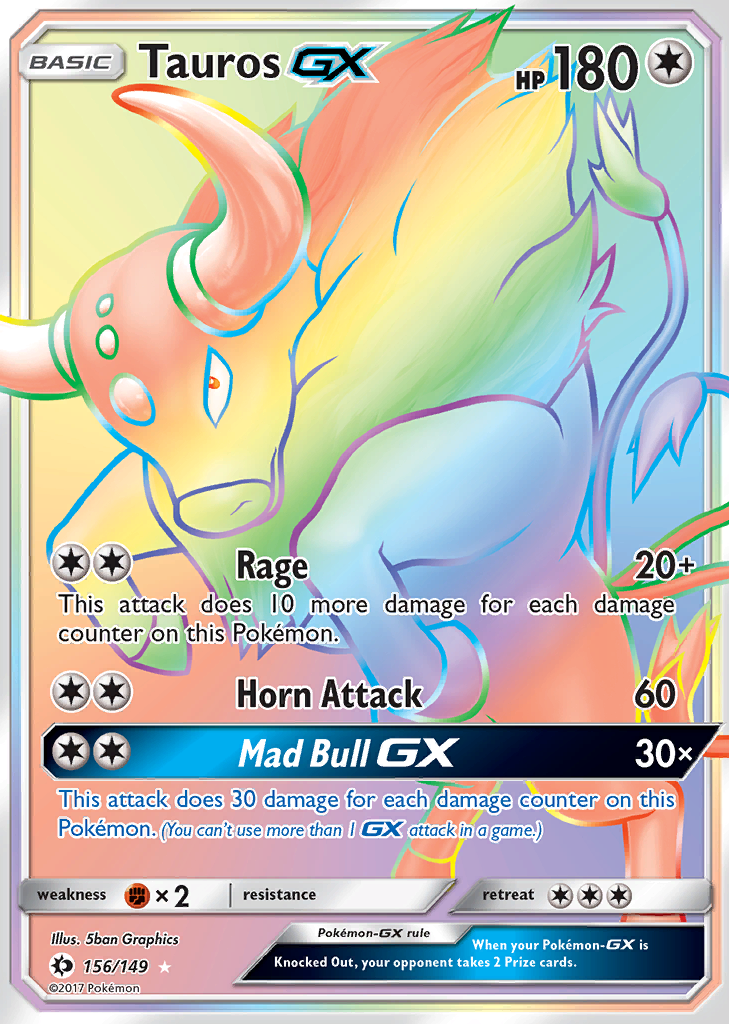 BASIC Tauros GX HP 180
Rage 20+
This attack does 10 more damage for each damage
counter on this Pokémon.
Horn Attack 60
Mad Bull GX 30×
This attack does 30 damage for each damage counter on this
Pokémon. (You can't use more than 1 GX attack in a game.)
weakness × 2 resistance retreat
Illus. 5ban Graphics
156/149
©2017 Pokémon
Pokémon-GX rule
When your Pokémon-GX is
Knocked Out, your opponent takes 2 Prize cards.